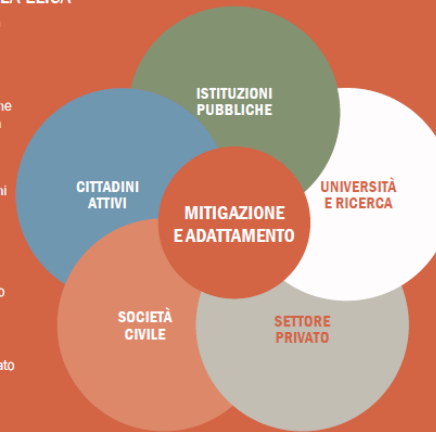 ISTITUZIONI
PUBBLICHE
CITTADINI
ATTIVI
UNIVERSITÀ
E RICERCA
MITIGAZIONE
E ADATTAMENTO
SOCIETÀ
CIVILE
SETTORE
PRIVATO